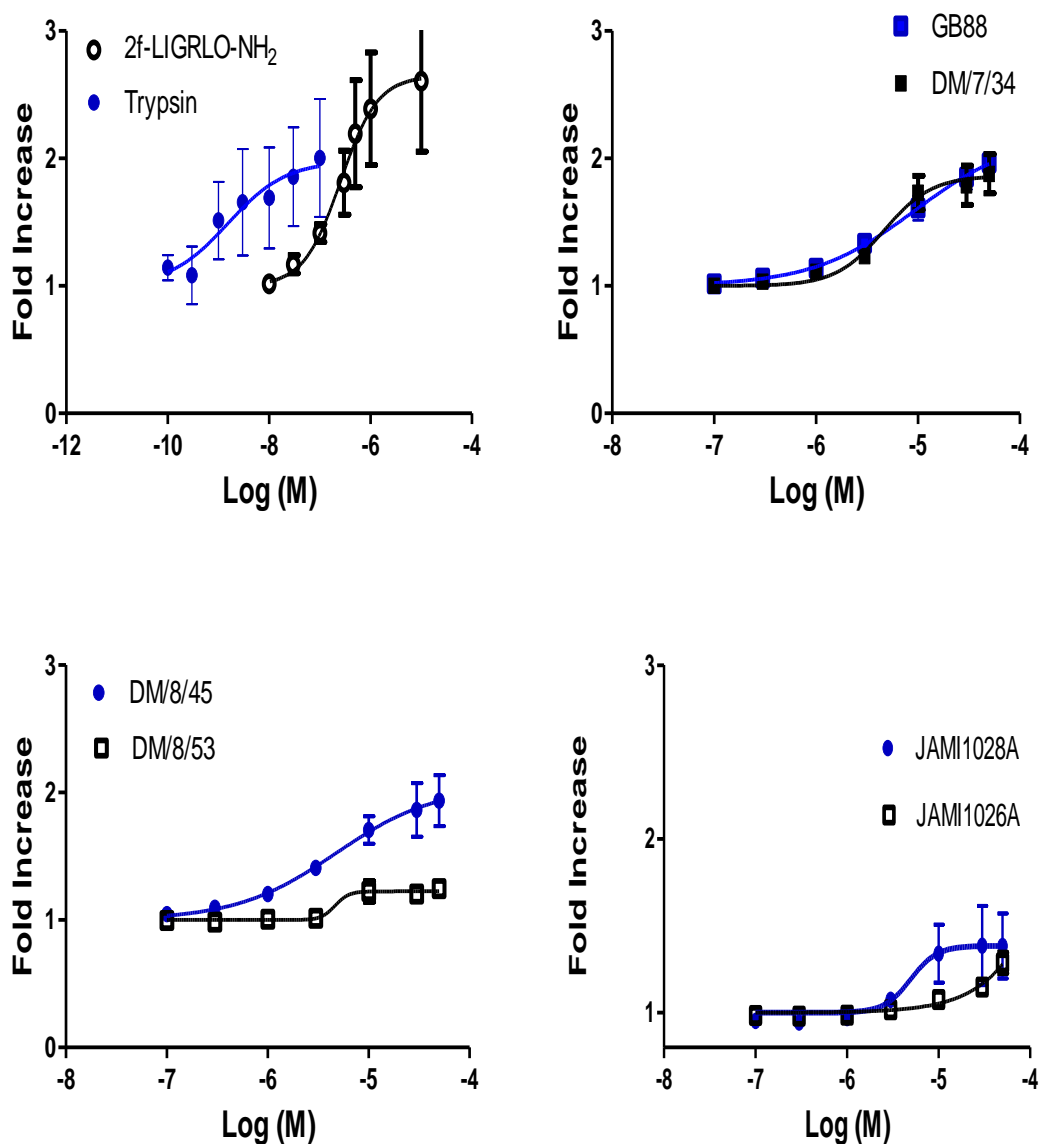 3
2
1
0
Fold Increase
2f-LIGRLO-NH₂
Trypsin
-12
-10
-8
-6
-4
Log (M)
3
2
1
0
Fold Increase
GB88
DM/7/34
-8
-7
-6
-5
-4
Log (M)
3
2
1
0
Fold Increase
DM/8/45
DM/8/53
-8
-7
-6
-5
-4
Log (M)
3
2
1
Fold Increase
JAMI1028A
JAMI1026A
-8
-7
-6
-5
-4
Log (M)